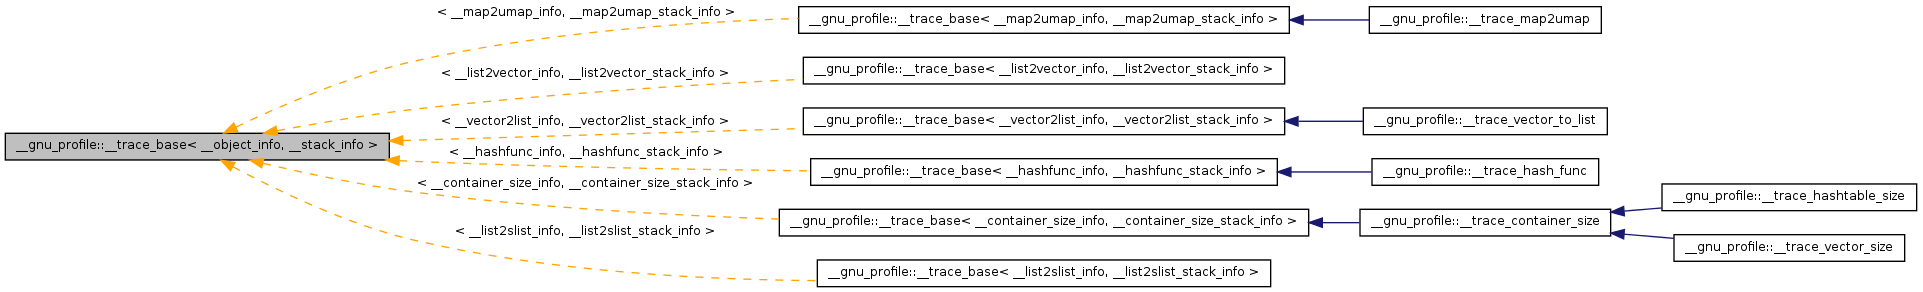 __gnu_profile::__trace_base< __object_info, __stack_info >
< __map2umap_info, __map2umap_stack_info >
< __list2vector_info, __list2vector_stack_info >
< __vector2list_info, __vector2list_stack_info >
< __hashfunc_info, __hashfunc_stack_info >
< __container_size_info, __container_size_stack_info >
< __list2slist_info, __list2slist_stack_info >
__gnu_profile::__trace_base< __map2umap_info, __map2umap_stack_info >
__gnu_profile::__trace_base< __list2vector_info, __list2vector_stack_info >
__gnu_profile::__trace_base< __vector2list_info, __vector2list_stack_info >
__gnu_profile::__trace_base< __hashfunc_info, __hashfunc_stack_info >
__gnu_profile::__trace_base< __container_size_info, __container_size_stack_info >
__gnu_profile::__trace_base< __list2slist_info, __list2slist_stack_info >
__gnu_profile::__trace_map2umap
__gnu_profile::__trace_vector_to_list
__gnu_profile::__trace_hash_func
__gnu_profile::__trace_container_size
__gnu_profile::__trace_hashtable_size
__gnu_profile::__trace_vector_size